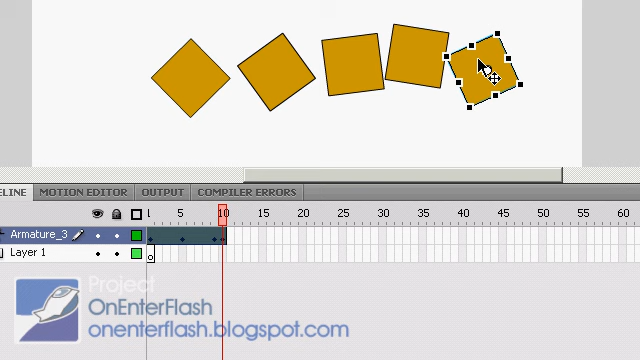 ELINE MOTION EDITOR OUTPUT COMPILER ERRORS
1 5 10 15 20 25 30 35 40 45 50 55 60
Armature_3
Layer 1
Project
OnEnterFlash
onenterflash.blogspot.com